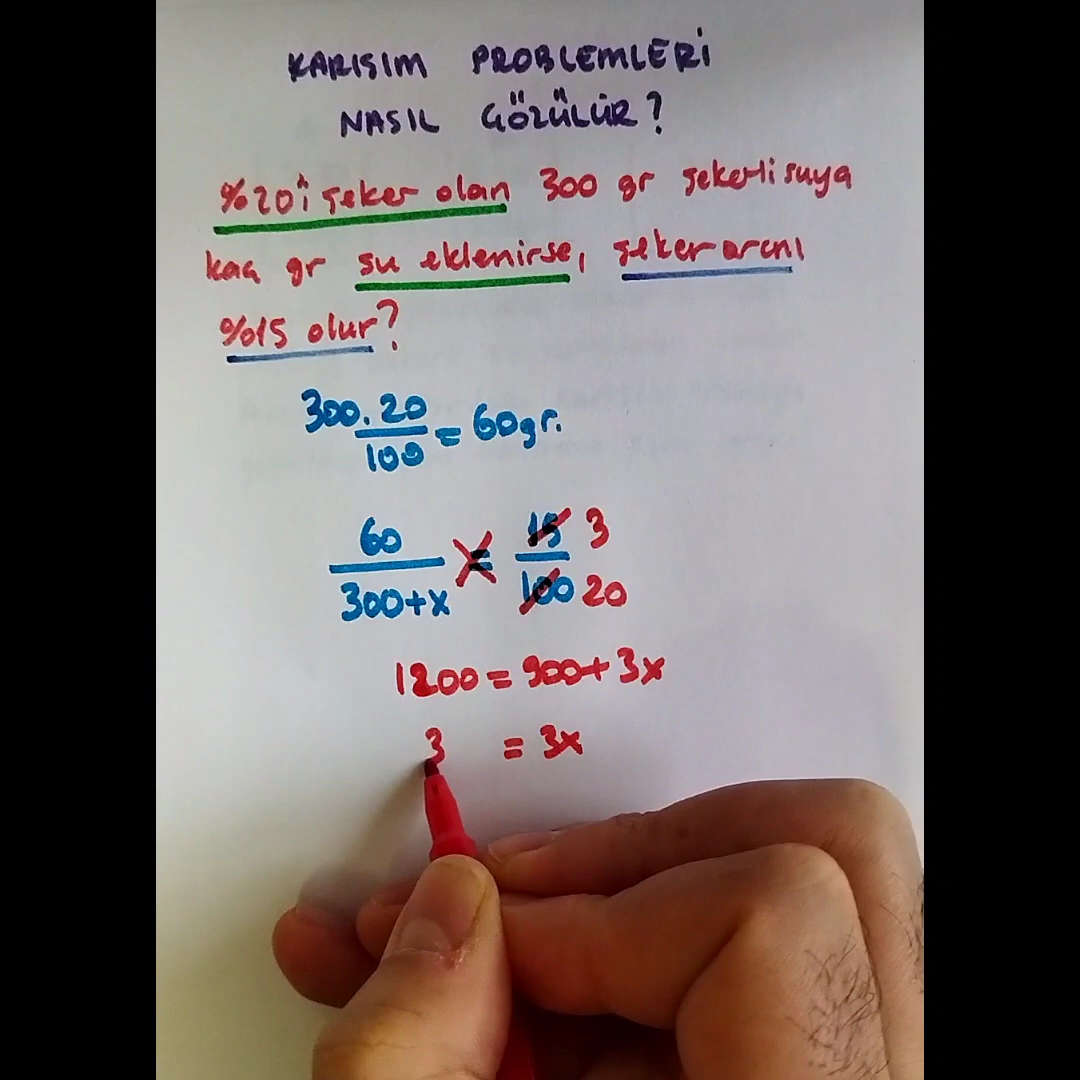 KARIŞIM PROBLEMLERİ
NASIL ÇÖZÜLÜR?
%20'i şeker olan 300 gr şekerli suya
kaç gr su eklenirse, şeker oranı
%15 olur?
300.20/100 = 60gr.
60/300+x = 15/100 3/20
1200 = 900+3x
3 = 3x